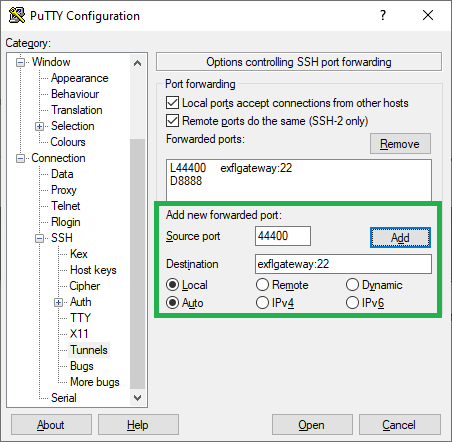 PuTTY Configuration
?
Category:
Window
Appearance
Behaviour
Translation
Selection
Colours
Connection
Data
Proxy
Telnet
Rlogin
SSH
Kex
Host keys
Cipher
Auth
TTY
X11
Tunnels
Bugs
More bugs
Serial
Options controlling SSH port forwarding
Port forwarding
Local ports accept connections from other hosts
Remote ports do the same (SSH-2 only)
Forwarded ports:
Remove
L44400 exflgateway:22
D8888
Add new forwarded port:
Source port 44400 Add
Destination exflgateway:22
Local Remote Dynamic
Auto IPv4 IPv6
About Help Open Cancel